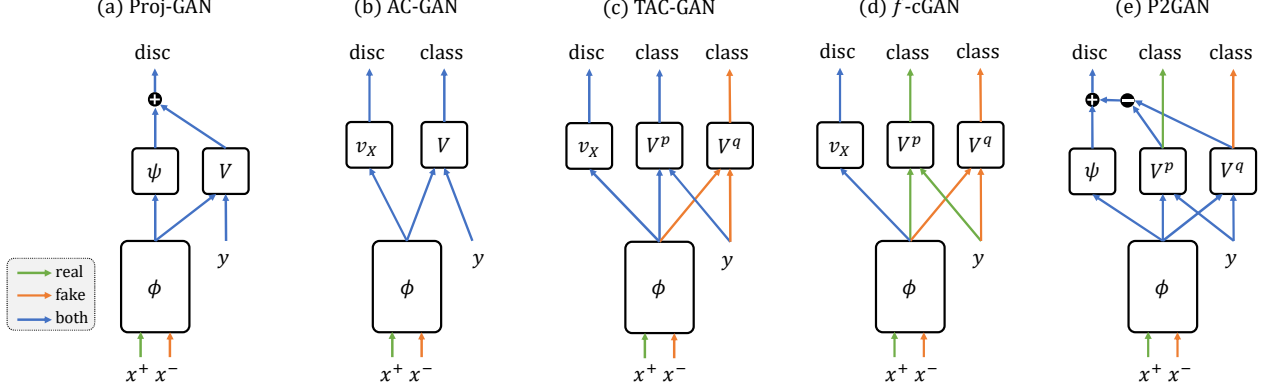 (a) Proj-GAN (b) AC-GAN (c) TAC-GAN (d) f-cGAN (e) P2GAN
disc disc class disc class class disc class class disc class class
+ + −
v_X V v_X V^p V^q v_X V^p V^q
ψ V ψ V^p V^q
y y y y y
real
fake
both
ϕ ϕ ϕ ϕ ϕ
x^+ x^- x^+ x^- x^+ x^- x^+ x^- x^+ x^-